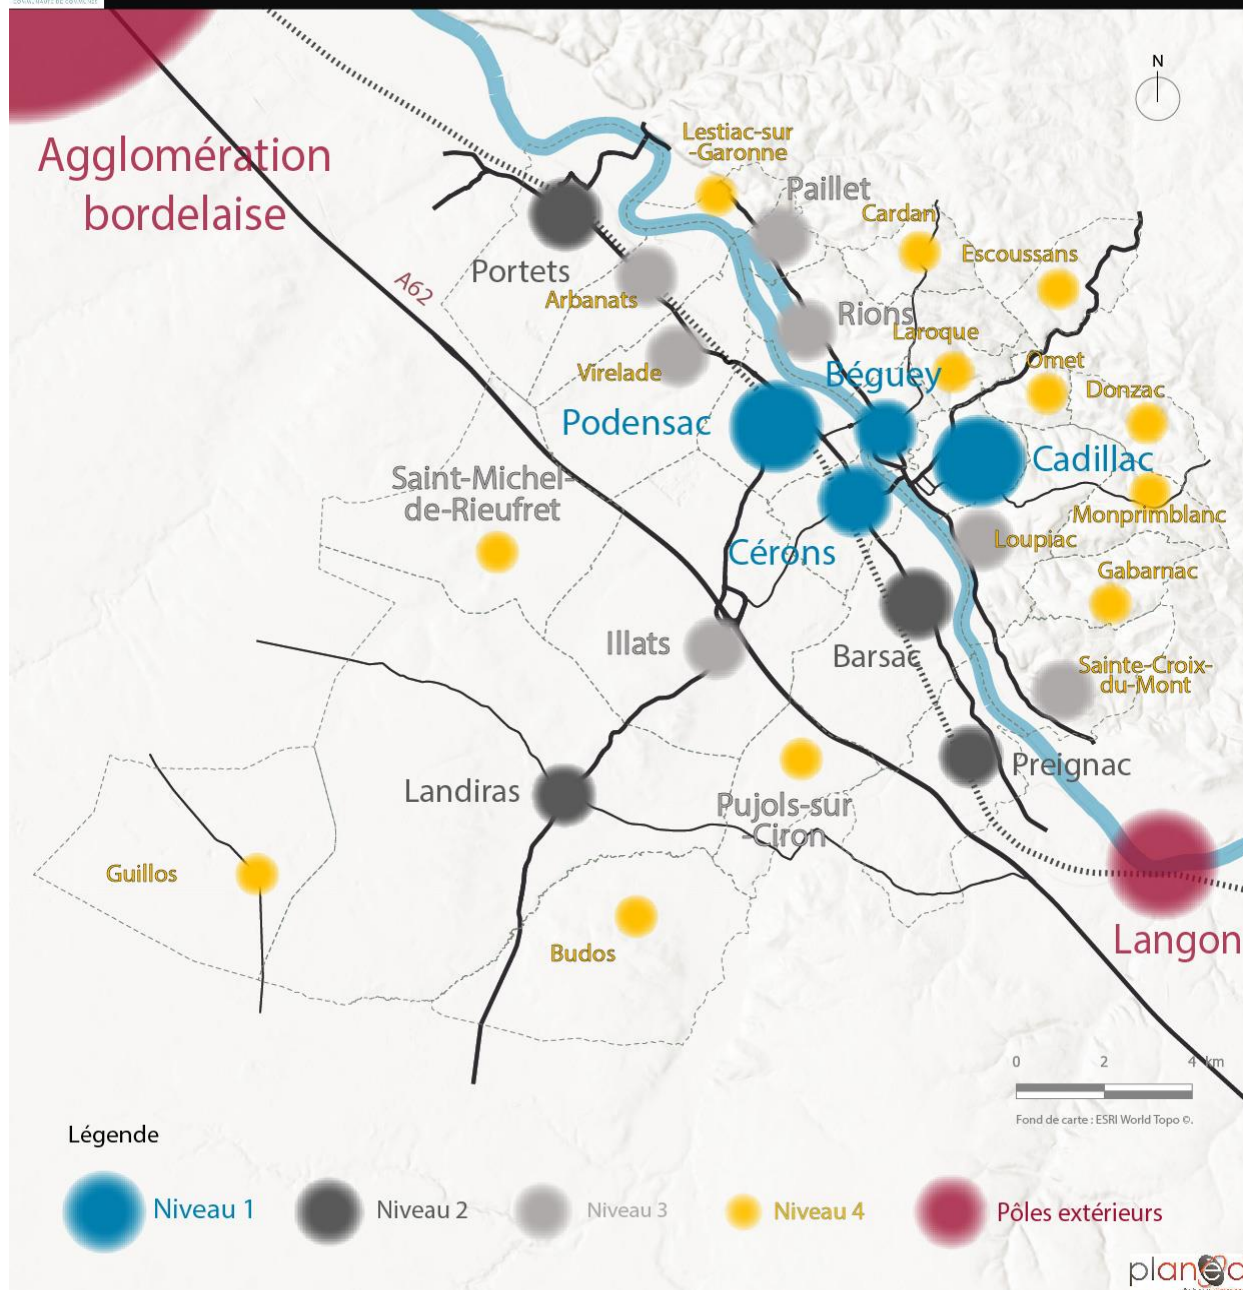 N
Agglomération
bordelaise
A62
Lestiac-sur
-Garonne
Paillet
Cardan
Escoussans
Portets
Arbanats
Rions
Laroque
Virelade
Béguey
Omet
Donzac
Podensac
Cadillac
Saint-Michel-
de-Rieufret
Monprimblanc
Cérons
Loupiac
Gabarnac
Illats
Barsac
Sainte-Croix-
du-Mont
Preignac
Landiras
Pujols-sur
-Ciron
Guillos
Budos
Langon
0 2 4 km
Fond de carte : ESRI World Topo ©.
Légende
Niveau 1
Niveau 2
Niveau 3
Niveau 4
Pôles extérieurs